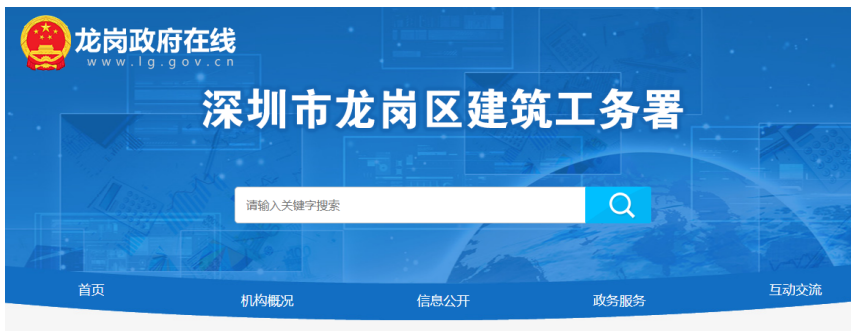 龙岗政府在线
www.lg.gov.cn
深圳市龙岗区建筑工务署
请输入关键字搜索
首页
机构概况
信息公开
政务服务
互动交流